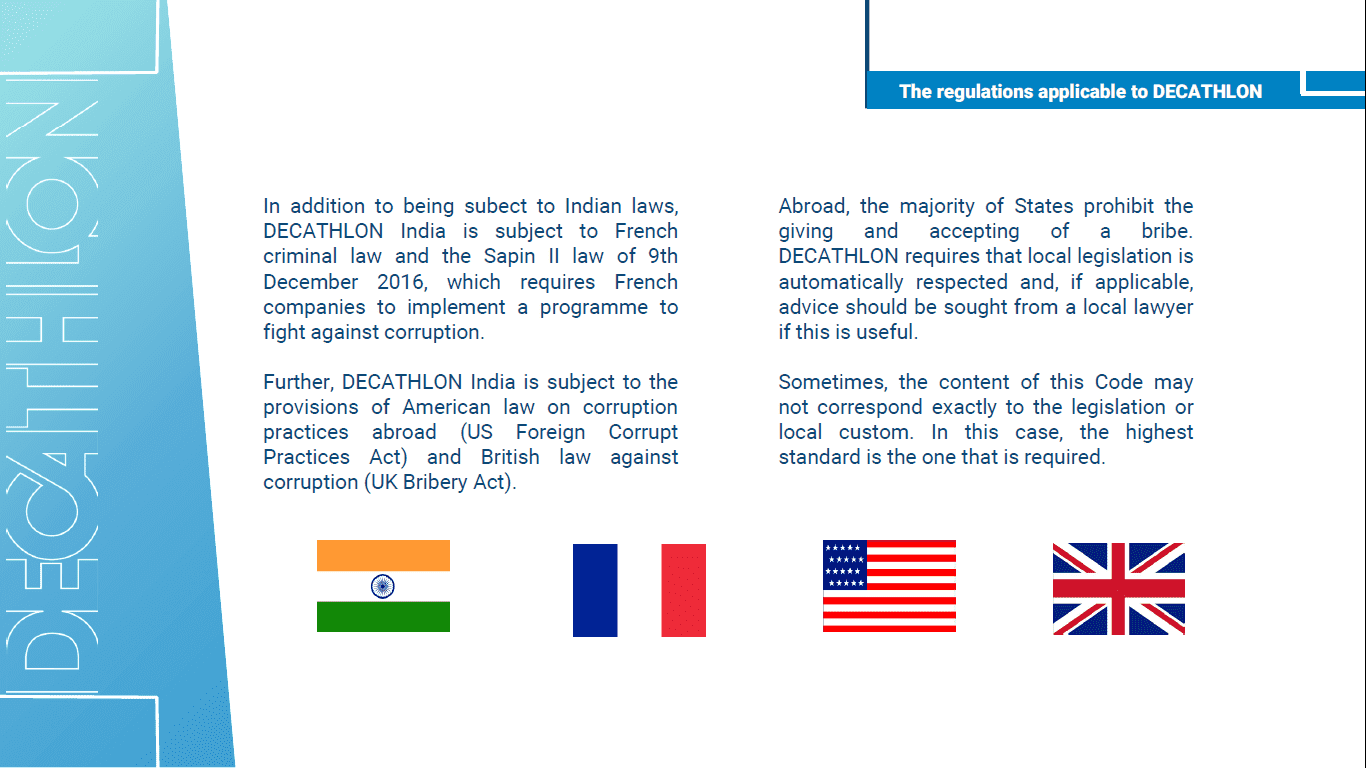 DECATHLON
The regulations applicable to DECATHLON
In addition to being subect to Indian laws,
DECATHLON India is subject to French
criminal law and the Sapin II law of 9th
December 2016, which requires French
companies to implement a programme to
fight against corruption.
Further, DECATHLON India is subject to the
provisions of American law on corruption
practices abroad (US Foreign Corrupt
Practices Act) and British law against
corruption (UK Bribery Act).
Abroad, the majority of States prohibit the
giving and accepting of a bribe.
DECATHLON requires that local legislation is
automatically respected and, if applicable,
advice should be sought from a local lawyer
if this is useful.
Sometimes, the content of this Code may
not correspond exactly to the legislation or
local custom. In this case, the highest
standard is the one that is required.